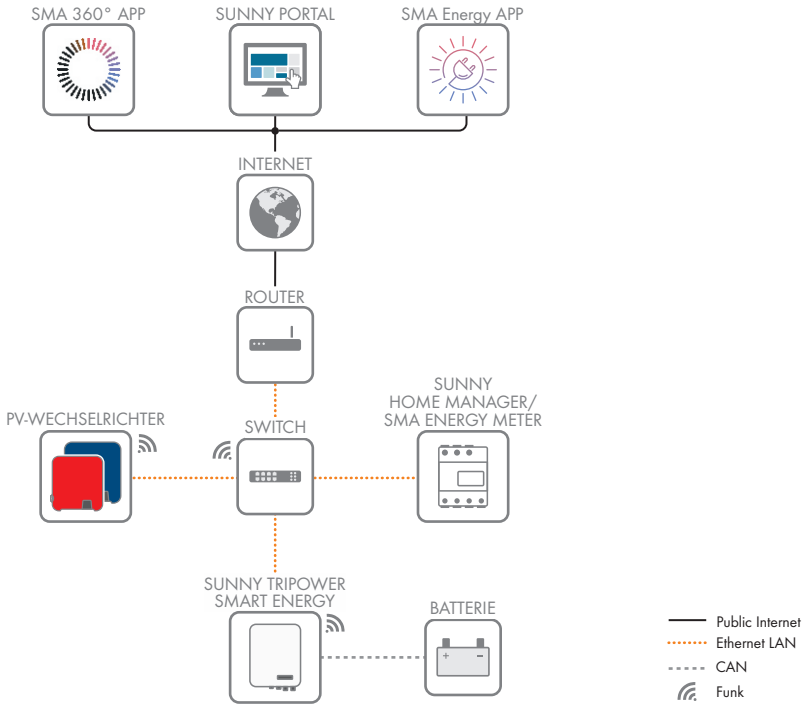 SMA 360° APP
SUNNY PORTAL
SMA Energy APP
INTERNET
ROUTER
PV-WECHSELRICHTER
SWITCH
SUNNY
HOME MANAGER/
SMA ENERGY METER
SUNNY TRIPOWER
SMART ENERGY
BATTERIE
+ −
Public Internet
Ethernet LAN
CAN
Funk